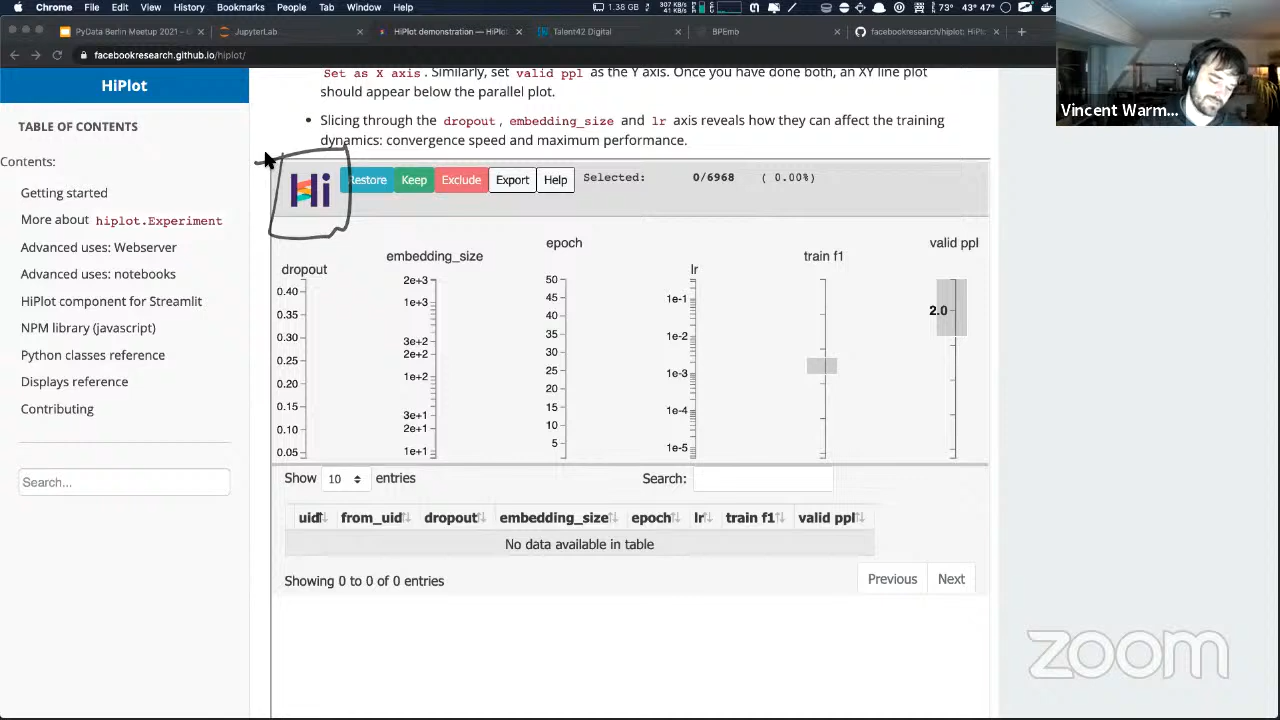 Chrome File Edit View History Bookmarks People Tab Window Help 1.38 GB 307 KB/s 73° 43° 47°
PyData Berlin Meetup 2021 - JupyterLab HiPlot demonstration — HiPlo Talent42 Digital BPEmb facebookresearch/hiplot: HiPl
facebookresearch.github.io/hiplot/
Vincent Warm...
HiPlot
TABLE OF CONTENTS
Contents:
Getting started
More about hiplot.Experiment
Advanced uses: Webserver
Advanced uses: notebooks
HiPlot component for Streamlit
NPM library (javascript)
Python classes reference
Displays reference
Contributing
Search...
Set as X axis. Similarly, set valid ppl as the Y axis. Once you have done both, an XY line plot
should appear below the parallel plot.
• Slicing through the dropout, embedding_size and lr axis reveals how they can affect the training
dynamics: convergence speed and maximum performance.
Hi Restore Keep Exclude Export Help Selected: 0/6968 ( 0.00%)
dropout
0.40
0.35
0.30
0.25
0.20
0.15
0.10
0.05
embedding_size
2e+3
1e+3
3e+2
2e+2
1e+2
3e+1
2e+1
1e+1
epoch
50
45
40
35
30
25
20
15
10
5
lr
1e-1
1e-2
1e-3
1e-4
1e-5
train f1
valid ppl
2.0
Show 10 entries Search:
uid from_uid dropout embedding_size epoch lr train f1 valid ppl
No data available in table
Showing 0 to 0 of 0 entries Previous Next
zoom